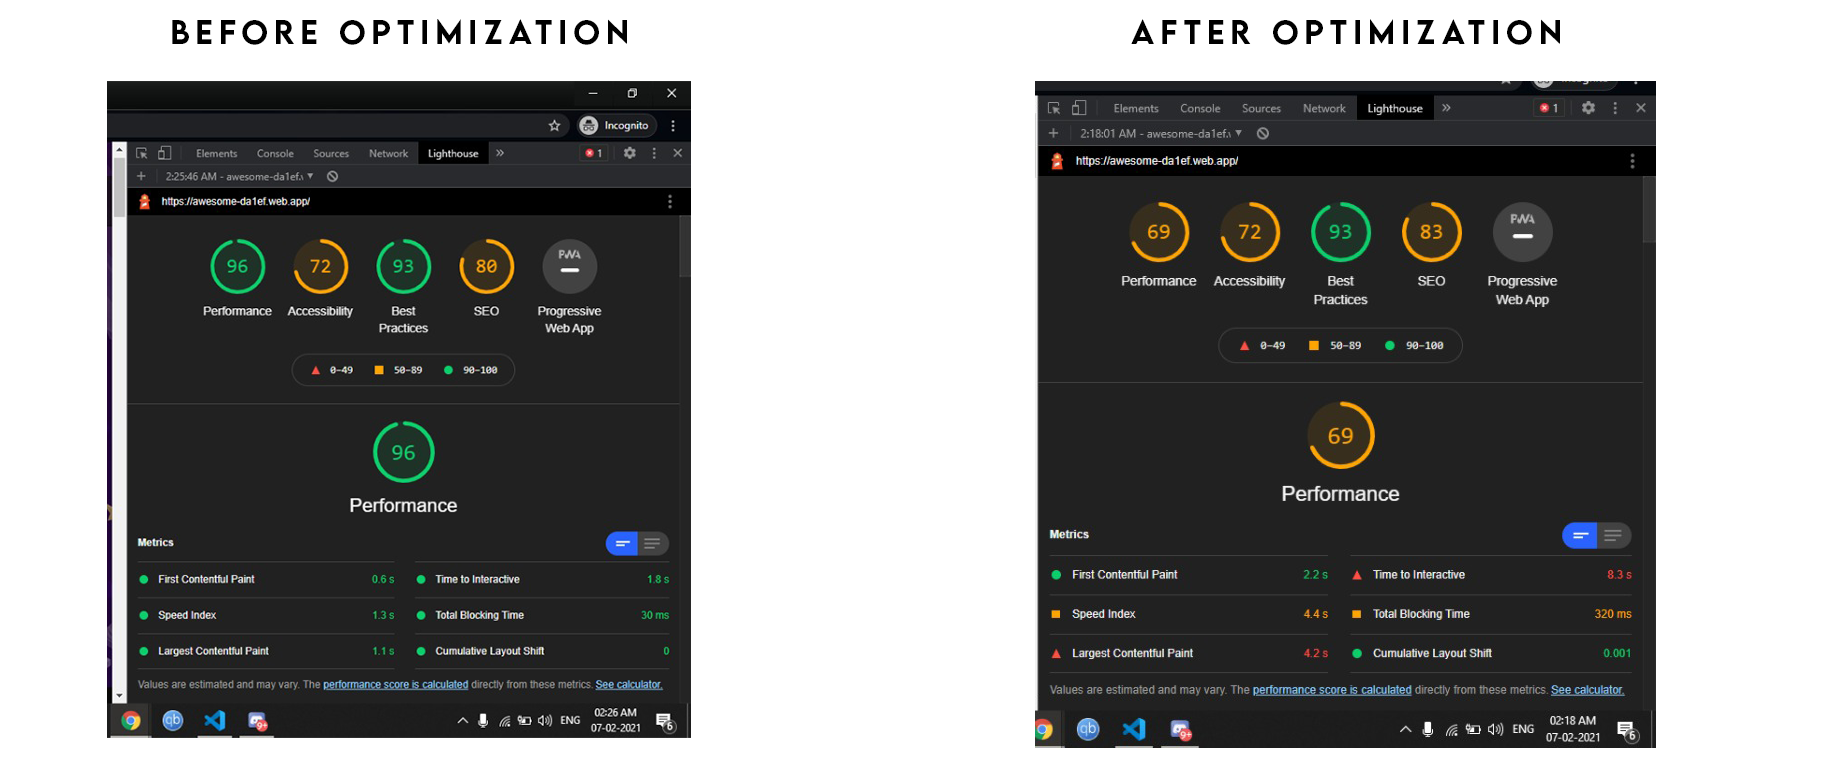 BEFORE OPTIMIZATION
Incognito
Elements Console Sources Network Lighthouse » 1
+ 2:25:46 AM - awesome-da1ef.
https://awesome-da1ef.web.app/
96 72 93 80 PWA
Performance Accessibility Best Practices SEO Progressive Web App
0-49 50-89 90-100
96
Performance
Metrics
First Contentful Paint 0.6 s Time to Interactive 1.8 s
Speed Index 1.3 s Total Blocking Time 30 ms
Largest Contentful Paint 1.1 s Cumulative Layout Shift 0
Values are estimated and may vary. The performance score is calculated directly from these metrics. See calculator.
qb 9+ ENG 02:26 AM 6
07-02-2021
AFTER OPTIMIZATION
Elements Console Sources Network Lighthouse » 1
+ 2:18:01 AM - awesome-da1ef.
https://awesome-da1ef.web.app/
69 72 93 83 PWA
Performance Accessibility Best Practices SEO Progressive Web App
0-49 50-89 90-100
69
Performance
Metrics
First Contentful Paint 2.2 s Time to Interactive 8.3 s
Speed Index 4.4 s Total Blocking Time 320 ms
Largest Contentful Paint 4.2 s Cumulative Layout Shift 0.001
Values are estimated and may vary. The performance score is calculated directly from these metrics. See calculator.
qb 9+ ENG 02:18 AM 6
07-02-2021